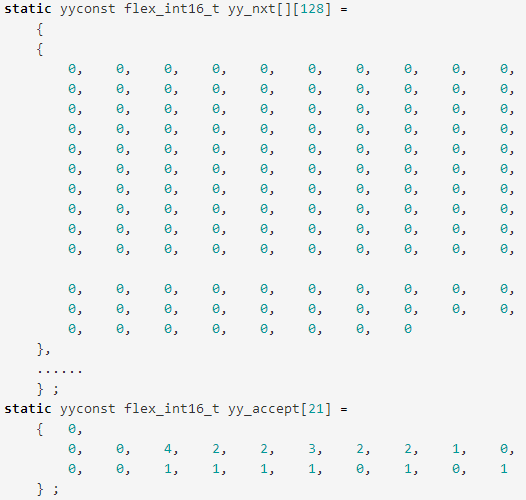 static yyconst flex_int16_t yy_nxt[][128] =
    {
    {
        0,    0,    0,    0,    0,    0,    0,    0,    0,    0,
        0,    0,    0,    0,    0,    0,    0,    0,    0,    0,
        0,    0,    0,    0,    0,    0,    0,    0,    0,    0,
        0,    0,    0,    0,    0,    0,    0,    0,    0,    0,
        0,    0,    0,    0,    0,    0,    0,    0,    0,    0,
        0,    0,    0,    0,    0,    0,    0,    0,    0,    0,
        0,    0,    0,    0,    0,    0,    0,    0,    0,    0,
        0,    0,    0,    0,    0,    0,    0,    0,    0,    0,
        0,    0,    0,    0,    0,    0,    0,    0,    0,    0,
        0,    0,    0,    0,    0,    0,    0,    0,    0,    0,

        0,    0,    0,    0,    0,    0,    0,    0,    0,    0,
        0,    0,    0,    0,    0,    0,    0,    0,    0,    0,
        0,    0,    0,    0,    0,    0,    0,    0
    },
    ......
    } ;
static yyconst flex_int16_t yy_accept[21] =
    {   0,
        0,    0,    4,    2,    2,    3,    2,    2,    1,    0,
        0,    0,    1,    1,    1,    1,    0,    1,    0,    1
    } ;